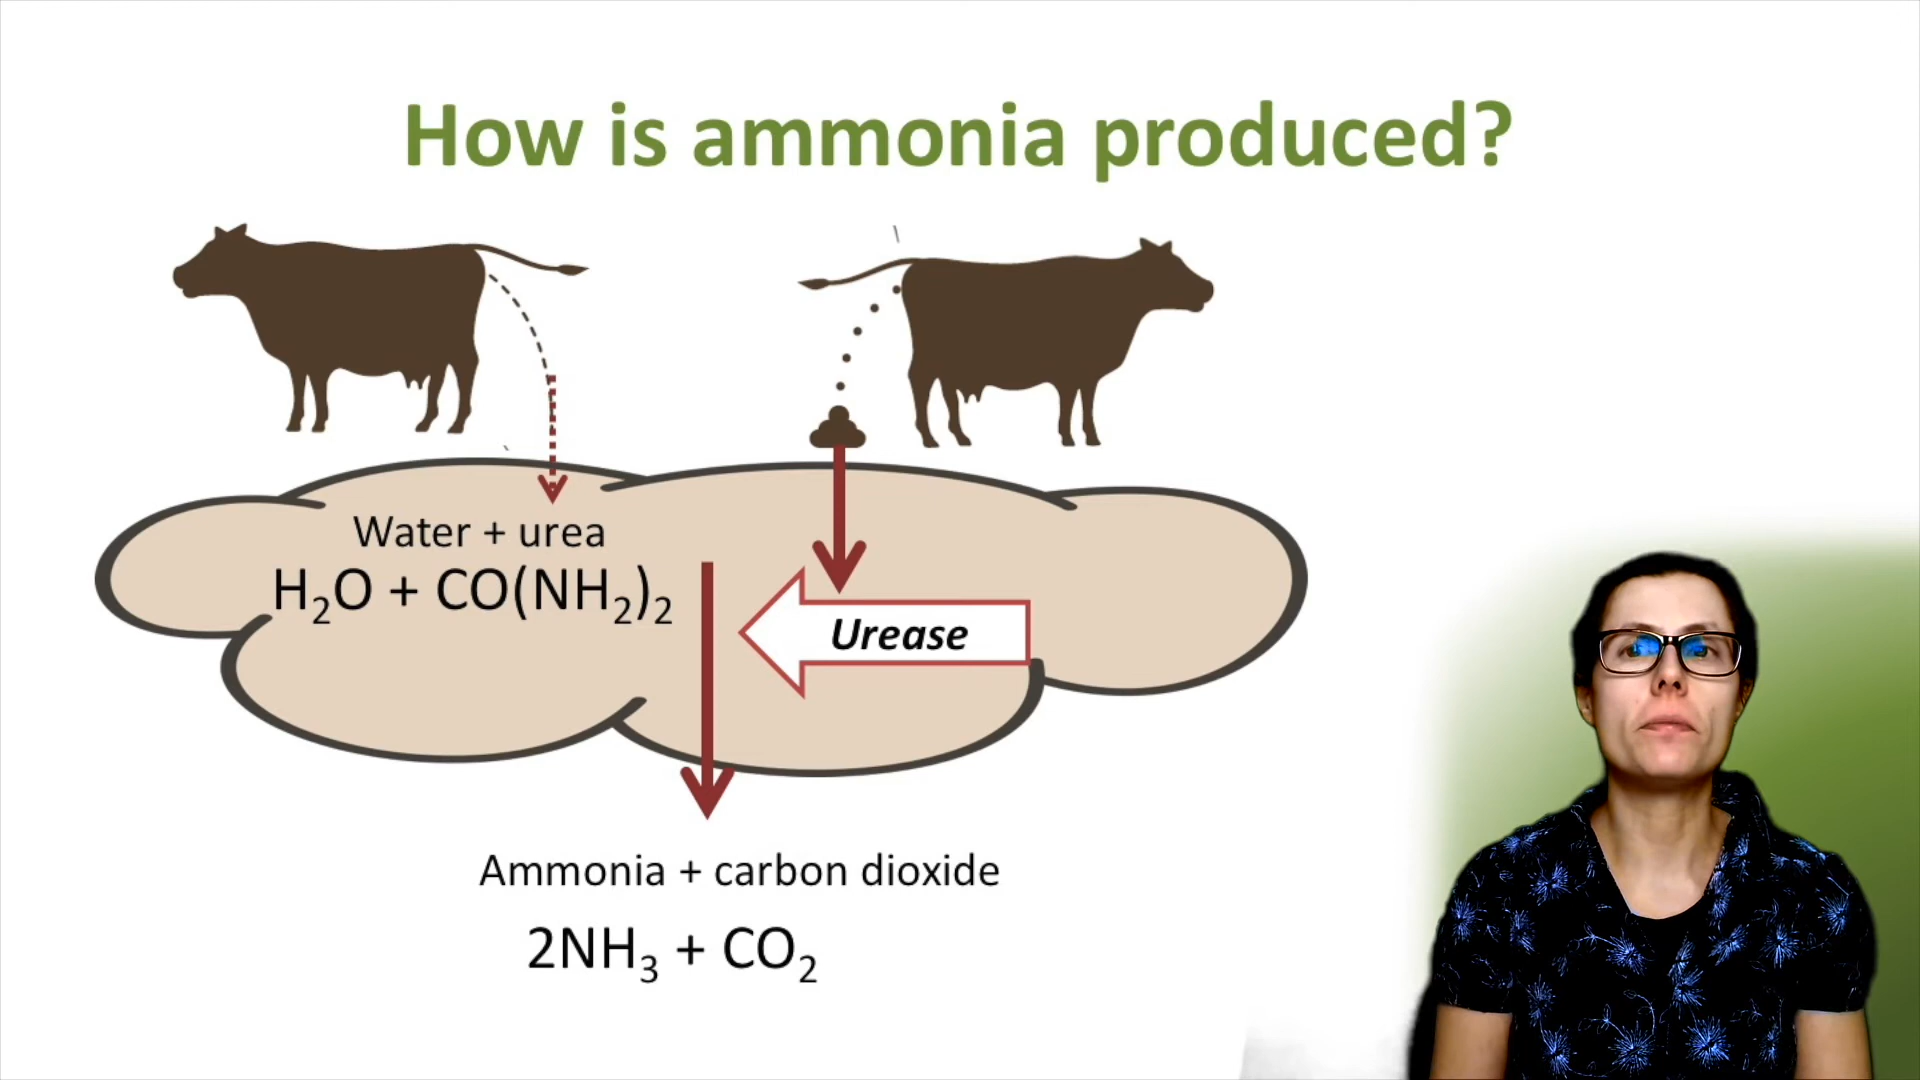 How is ammonia produced?
Water + urea
H₂O + CO(NH₂)₂
Urease
Ammonia + carbon dioxide
2NH₃ + CO₂